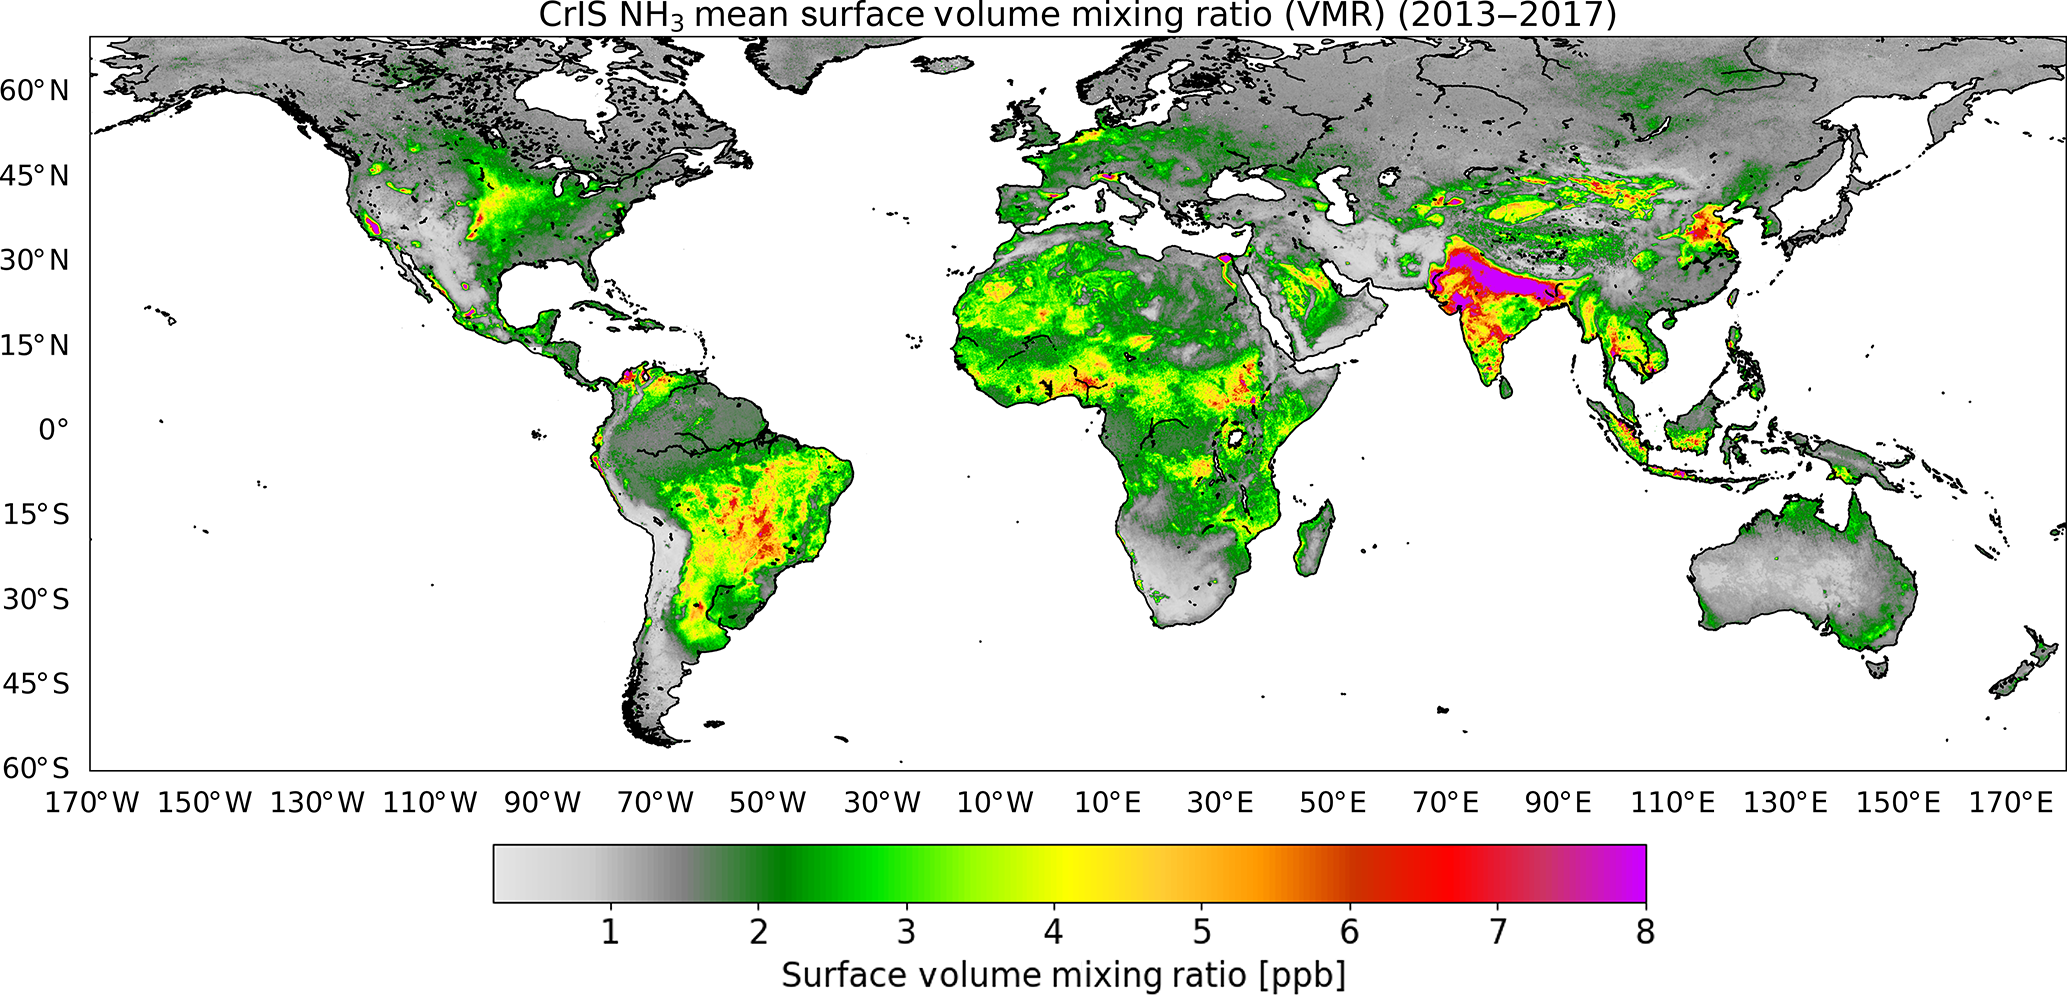 CrIS NH₃ mean surface volume mixing ratio (VMR) (2013–2017)
60°N
45°N
30°N
15°N
0°
15°S
30°S
45°S
60°S
170°W 150°W 130°W 110°W 90°W 70°W 50°W 30°W 10°W 10°E 30°E 50°E 70°E 90°E 110°E 130°E 150°E 170°E
1 2 3 4 5 6 7 8
Surface volume mixing ratio [ppb]